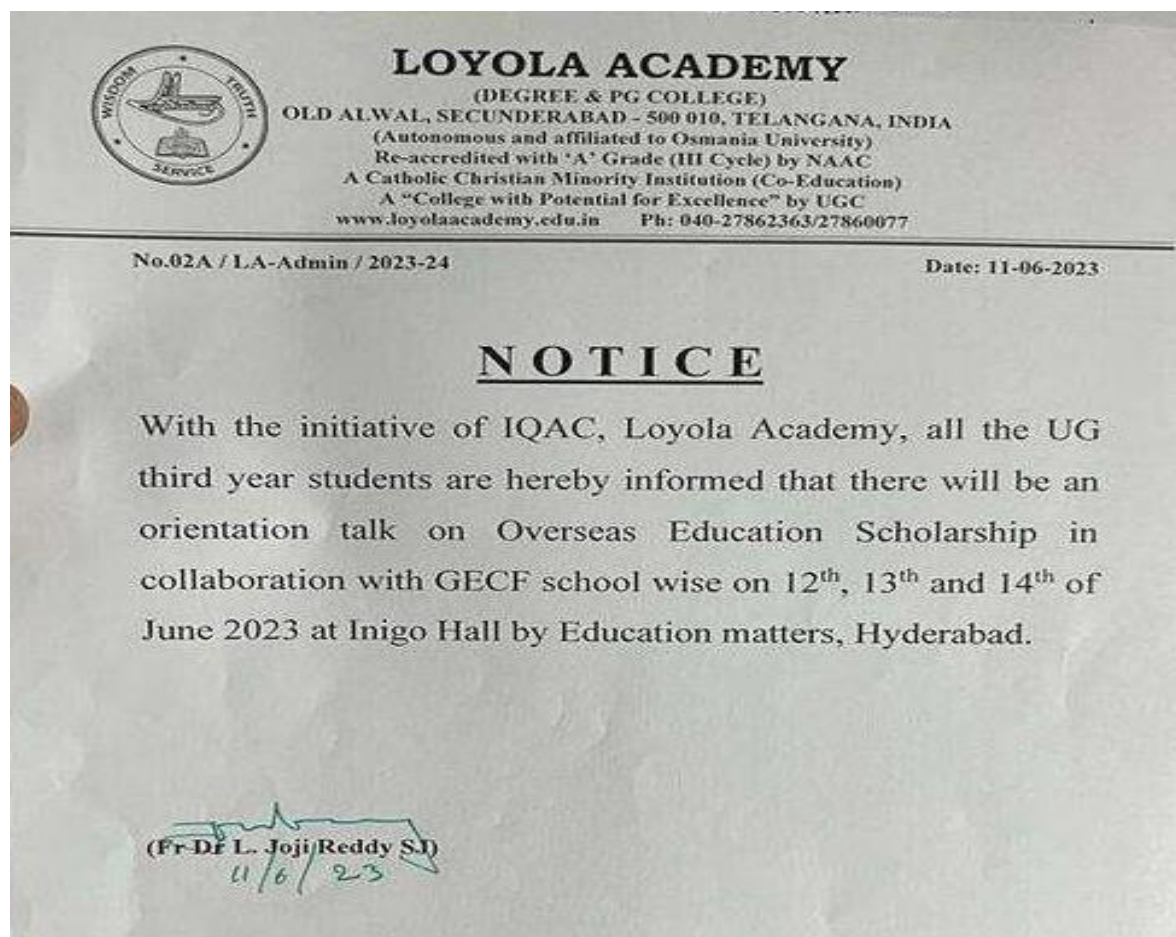 WISDOM TRUTH
SERVICE
LOYOLA ACADEMY
(DEGREE & PG COLLEGE)
OLD ALWAL, SECUNDERABAD - 500 010, TELANGANA, INDIA
(Autonomous and affiliated to Osmania University)
Re-accredited with ‘A’ Grade (III Cycle) by NAAC
A Catholic Christian Minority Institution (Co-Education)
A “College with Potential for Excellence” by UGC
www.loyolaacademy.edu.in Ph: 040-27862363/27860077
No.02A / LA-Admin / 2023-24 Date: 11-06-2023
NOTICE
With the initiative of IQAC, Loyola Academy, all the UG
third year students are hereby informed that there will be an
orientation talk on Overseas Education Scholarship in
collaboration with GECF school wise on 12th, 13th and 14th of
June 2023 at Inigo Hall by Education matters, Hyderabad.
(Fr Dr L. Joji Reddy SJ)
11/6/23